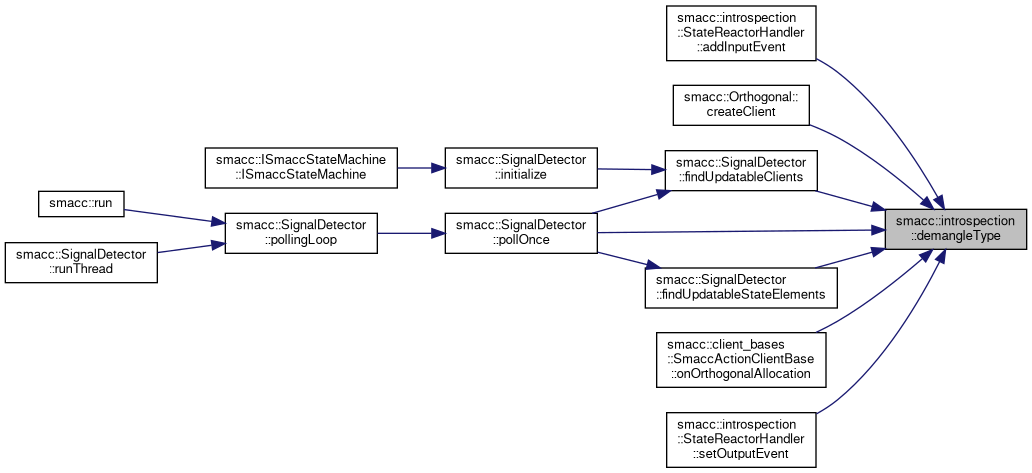 smacc::introspection
::StateReactorHandler
::addInputEvent
smacc::Orthogonal::
createClient
smacc::ISmaccStateMachine
::ISmaccStateMachine
smacc::SignalDetector
::initialize
smacc::SignalDetector
::findUpdatableClients
smacc::run
smacc::SignalDetector
::runThread
smacc::SignalDetector
::pollingLoop
smacc::SignalDetector
::pollOnce
smacc::introspection
::demangleType
smacc::SignalDetector
::findUpdatableStateElements
smacc::client_bases
::SmaccActionClientBase
::onOrthogonalAllocation
smacc::introspection
::StateReactorHandler
::setOutputEvent